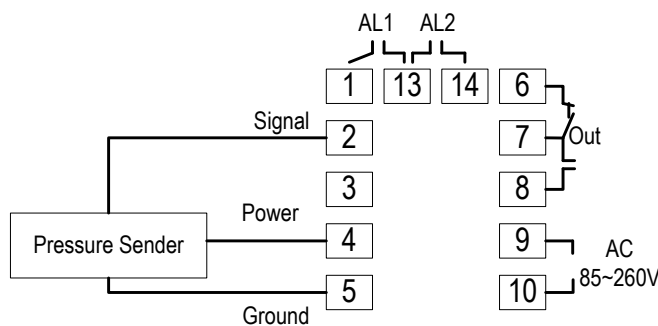 AL1 AL2
1 13 14 6
Signal 2 7 Out
3 8
Power
Pressure Sender 4 9 AC
85~260V
5 10
Ground